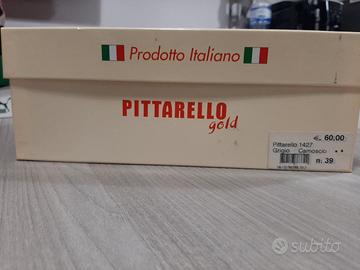 Prodotto Italiano
PITTARELLO
gold
€. 60,00
Pittarello 1427
Grigio Camoscio
n. 39
subito